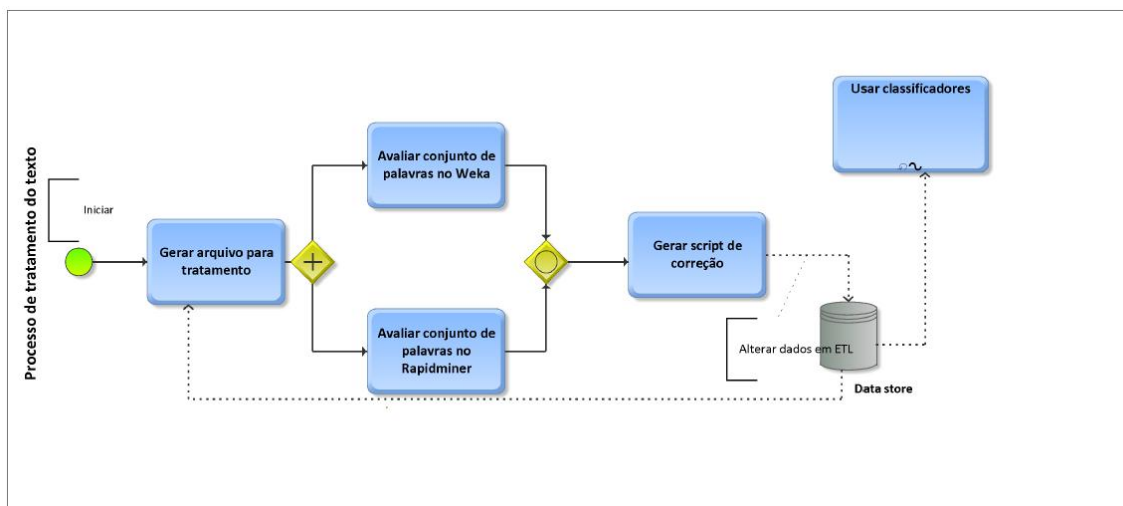 Processo de tratamento do texto
Iniciar
Gerar arquivo para
tratamento
Avaliar conjunto de
palavras no Weka
Avaliar conjunto de
palavras no
Rapidminer
Gerar script de
correção
Alterar dados em ETL
Data store
Usar classificadores